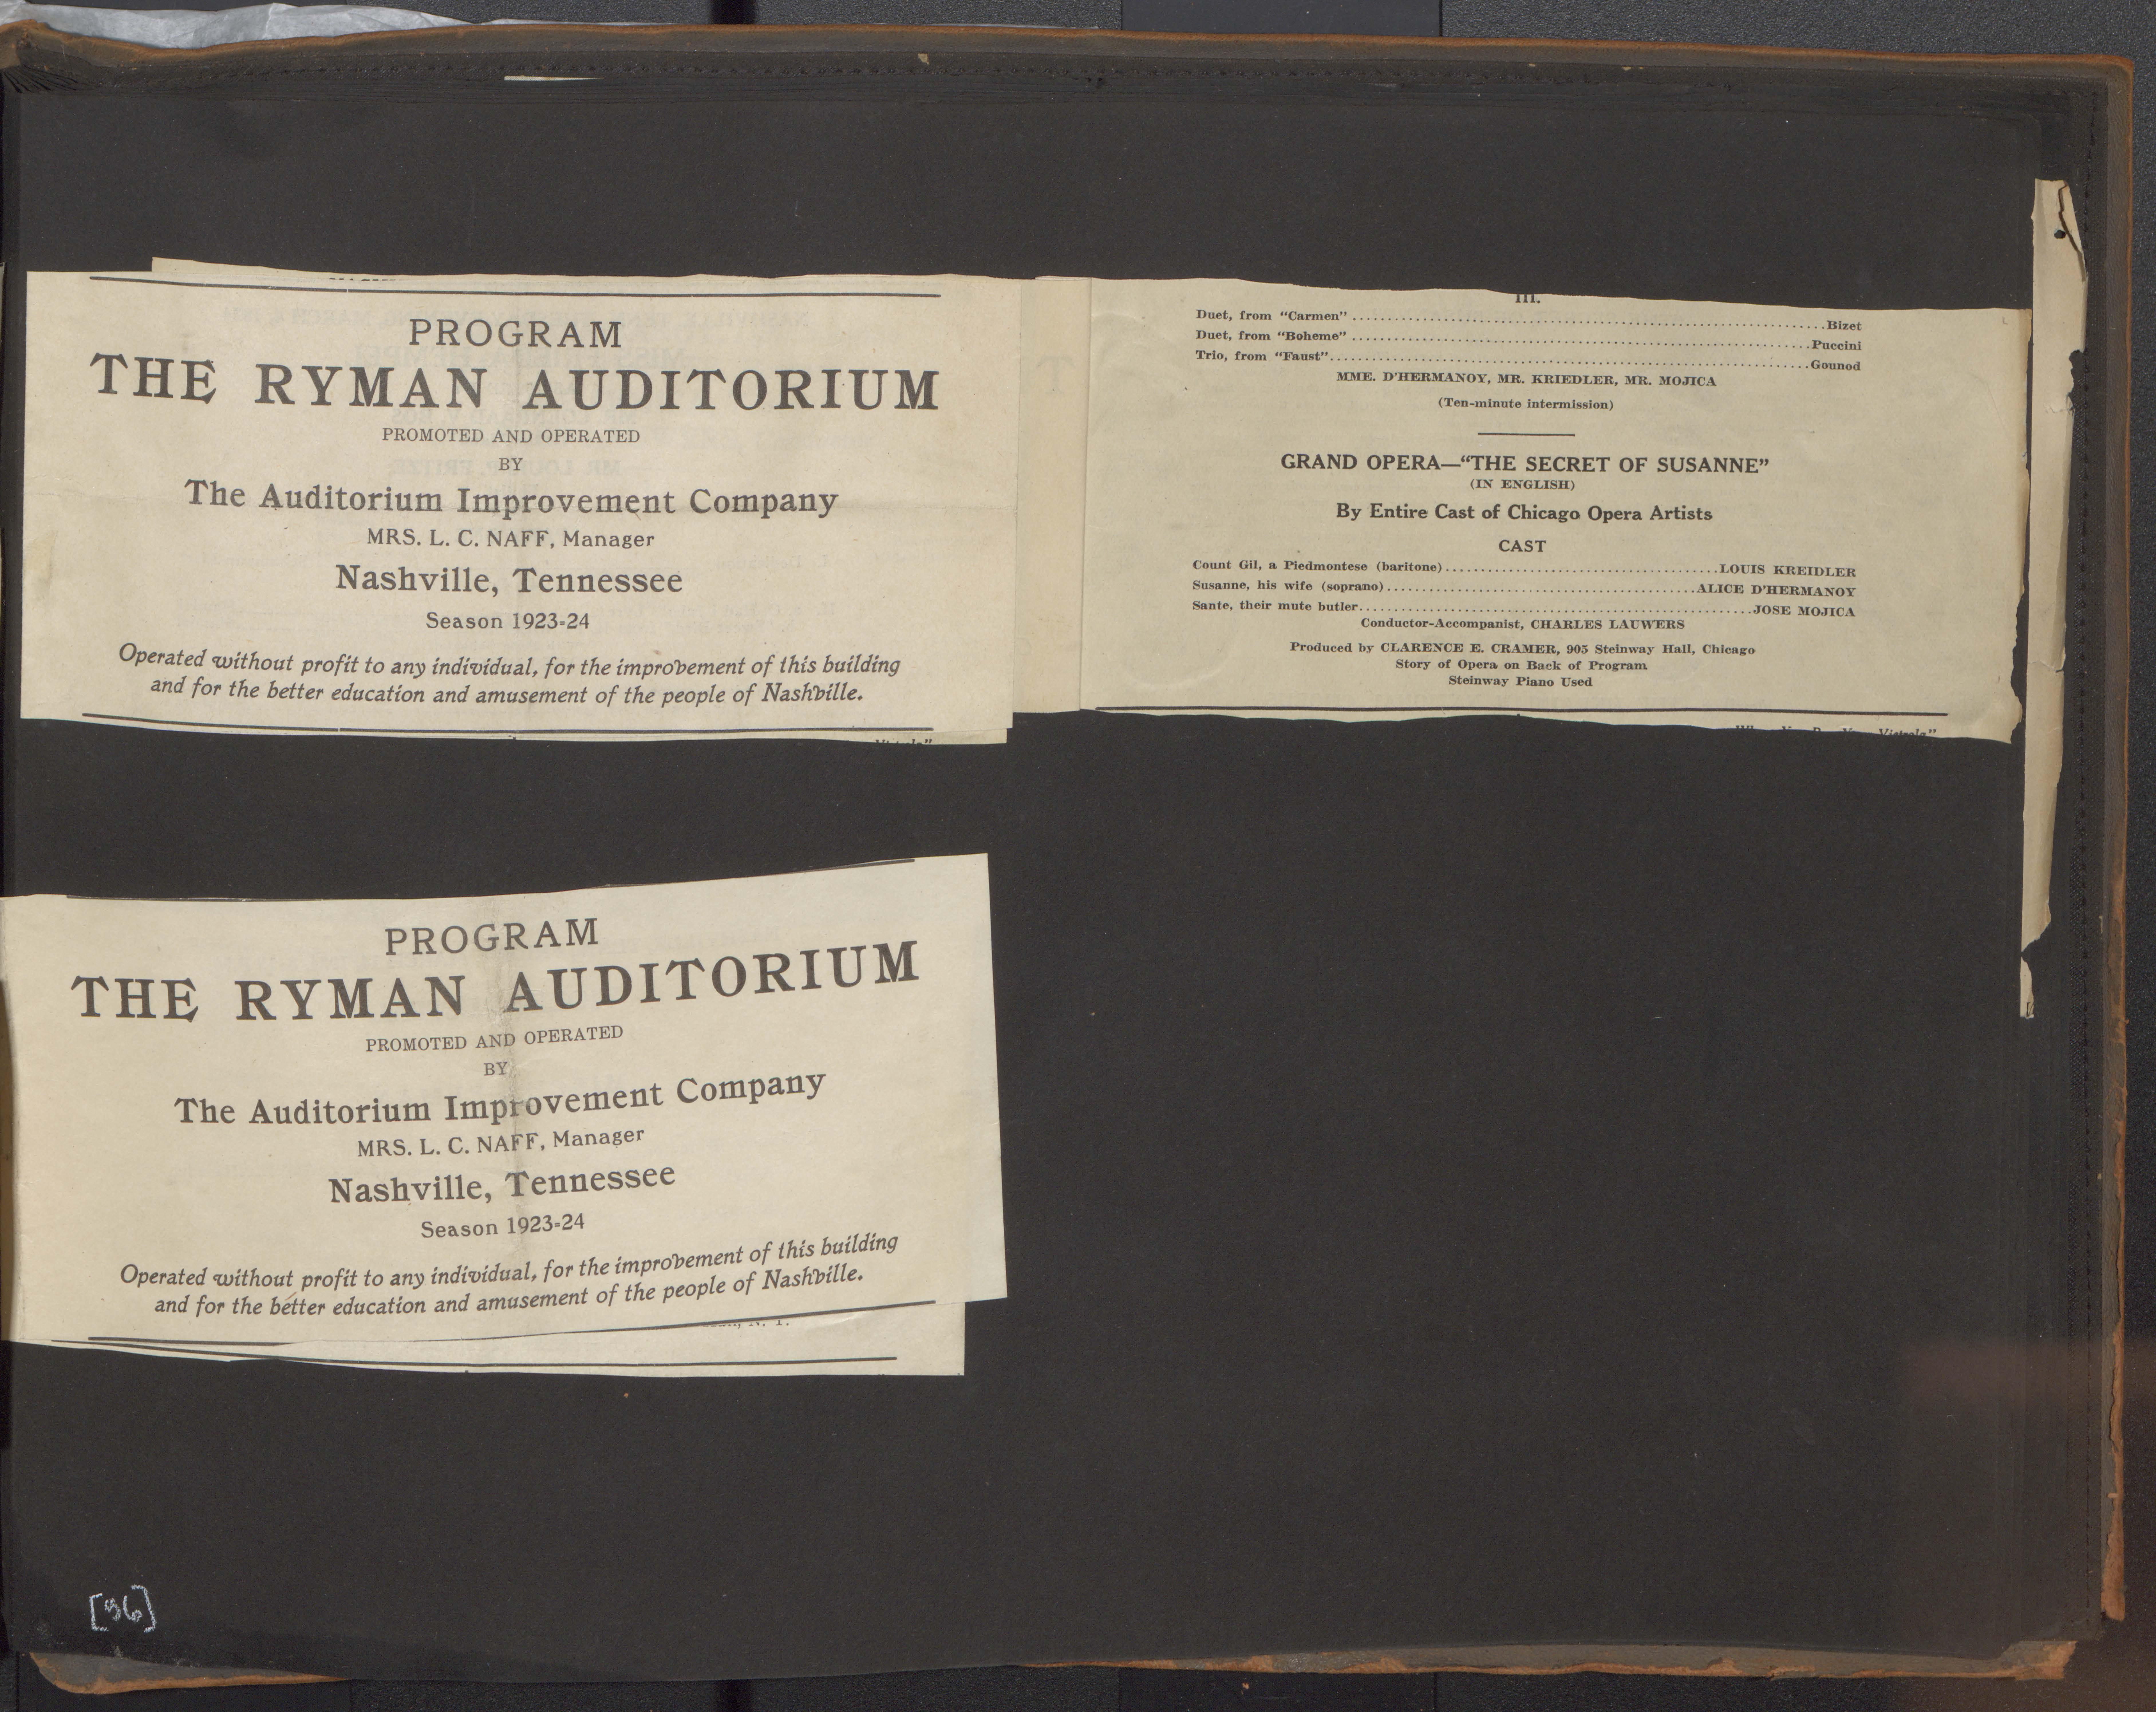 PROGRAM
THE RYMAN AUDITORIUM
PROMOTED AND OPERATED
BY
The Auditorium Improvement Company
MRS. L. C. NAFF, Manager
Nashville, Tennessee
Season 1923-24
Operated without profit to any individual, for the improvement of this building
and for the better education and amusement of the people of Nashville.
III.
Duet, from “Carmen” ........ Bizet
Duet, from “Boheme” ........ Puccini
Trio, from “Faust” ........ Gounod
MME. D'HERMANOY, MR. KRIEDLER, MR. MOJICA
(Ten-minute intermission)
GRAND OPERA—“THE SECRET OF SUSANNE”
(IN ENGLISH)
By Entire Cast of Chicago Opera Artists
CAST
Count Gil, a Piedmontese (baritone) ........ LOUIS KREIDLER
Susanne, his wife (soprano) ........ ALICE D'HERMANOY
Sante, their mute butler ........ JOSE MOJICA
Conductor-Accompanist, CHARLES LAUWERS
Produced by CLARENCE E. CRAMER, 905 Steinway Hall, Chicago
Story of Opera on Back of Program
Steinway Piano Used
PROGRAM
THE RYMAN AUDITORIUM
PROMOTED AND OPERATED
BY
The Auditorium Improvement Company
MRS. L. C. NAFF, Manager
Nashville, Tennessee
Season 1923-24
Operated without profit to any individual, for the improvement of this building
and for the better education and amusement of the people of Nashville.
N. Y.
[96]